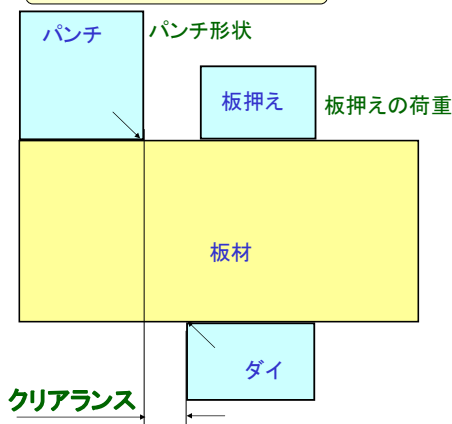 パンチ
パンチ形状
板押え
板押えの荷重
板材
ダイ
クリアランス